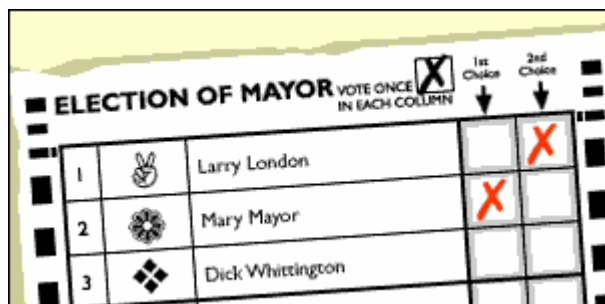 ELECTION OF MAYOR VOTE ONCE X IN EACH COLUMN
1st Choice 2nd Choice
1 Larry London X
2 Mary Mayor X
3 Dick Whittington